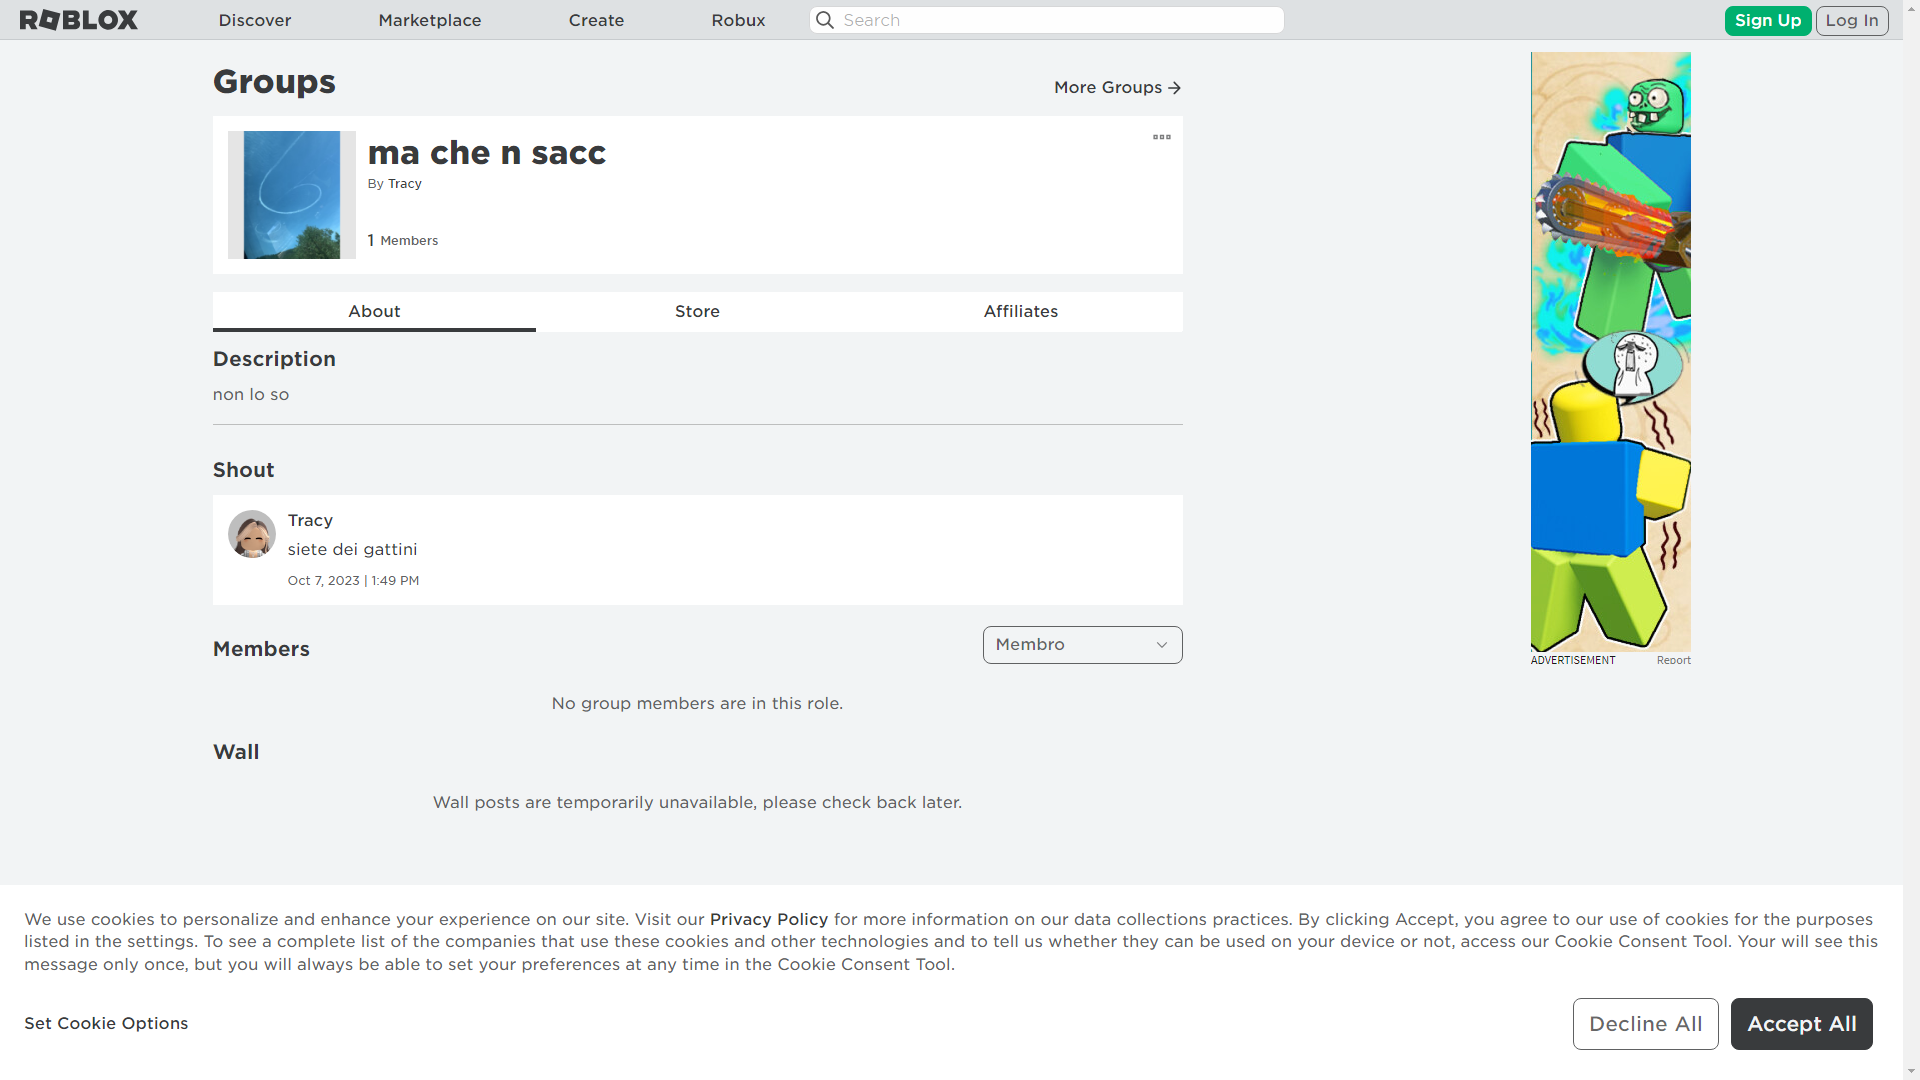 ROBLOX Discover Marketplace Create Robux Search Sign Up Log In
Groups
More Groups
ma che n sacc
By Tracy
1 Members
About Store Affiliates
Description
non lo so
Shout
Tracy
siete dei gattini
Oct 7, 2023 | 1:49 PM
Members
Membro
No group members are in this role.
Wall
Wall posts are temporarily unavailable, please check back later.
ADVERTISEMENT Report
We use cookies to personalize and enhance your experience on our site. Visit our Privacy Policy for more information on our data collections practices. By clicking Accept, you agree to our use of cookies for the purposes
listed in the settings. To see a complete list of the companies that use these cookies and other technologies and to tell us whether they can be used on your device or not, access our Cookie Consent Tool. Your will see this
message only once, but you will always be able to set your preferences at any time in the Cookie Consent Tool.
Set Cookie Options
Decline All
Accept All